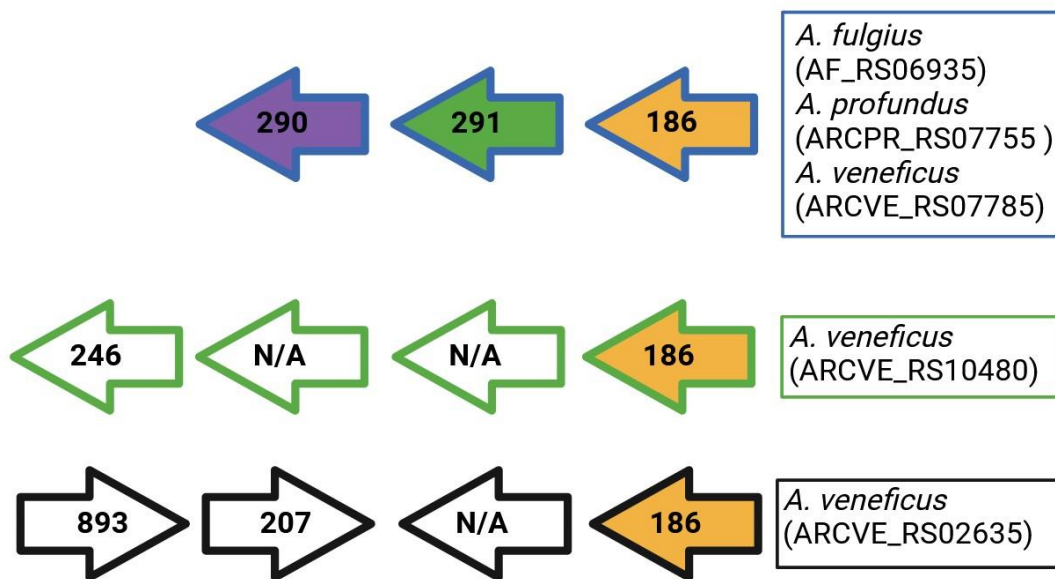 290 291 186
A. fulgius
(AF_RS06935)
A. profundus
(ARCPR_RS07755 )
A. veneficus
(ARCVE_RS07785)
246 N/A N/A 186
A. veneficus
(ARCVE_RS10480)
893 207 N/A 186
A. veneficus
(ARCVE_RS02635)